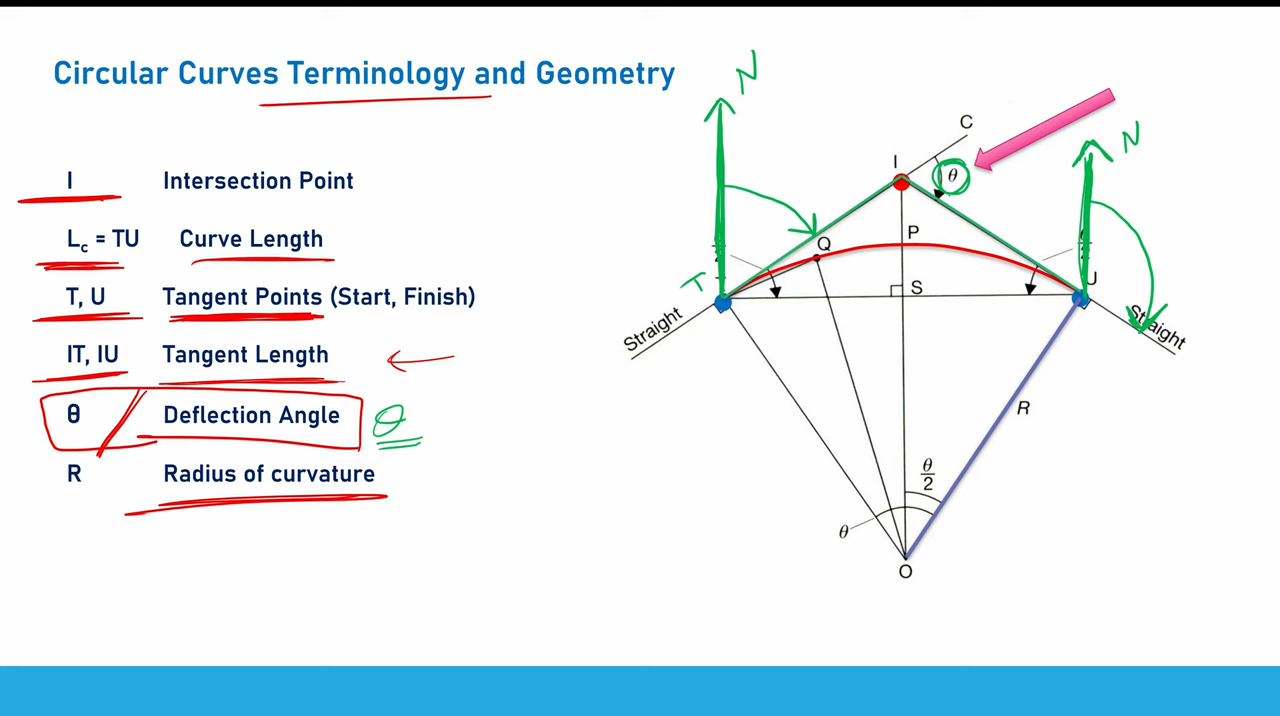 Circular Curves Terminology and Geometry
I Intersection Point
Lc = TU Curve Length
T, U Tangent Points (Start, Finish)
IT, IU Tangent Length
θ Deflection Angle θ
R Radius of curvature
N
C
I
θ
N
Q
P
T
S
U
Straight
Straight
R
θ
2
θ
O